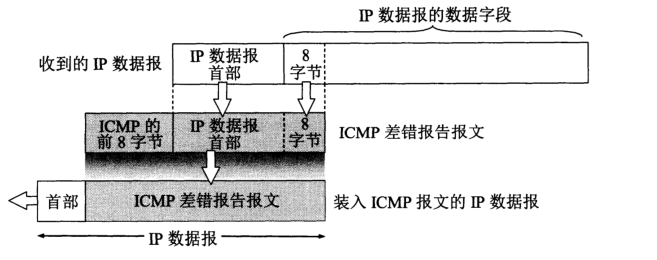 IP 数据报的数据字段
收到的 IP 数据报
IP 数据报
首部
8
字节
ICMP 的
前 8 字节
IP 数据报
首部
8
字节
ICMP 差错报告报文
首部
ICMP 差错报告报文
装入 ICMP 报文的 IP 数据报
IP 数据报